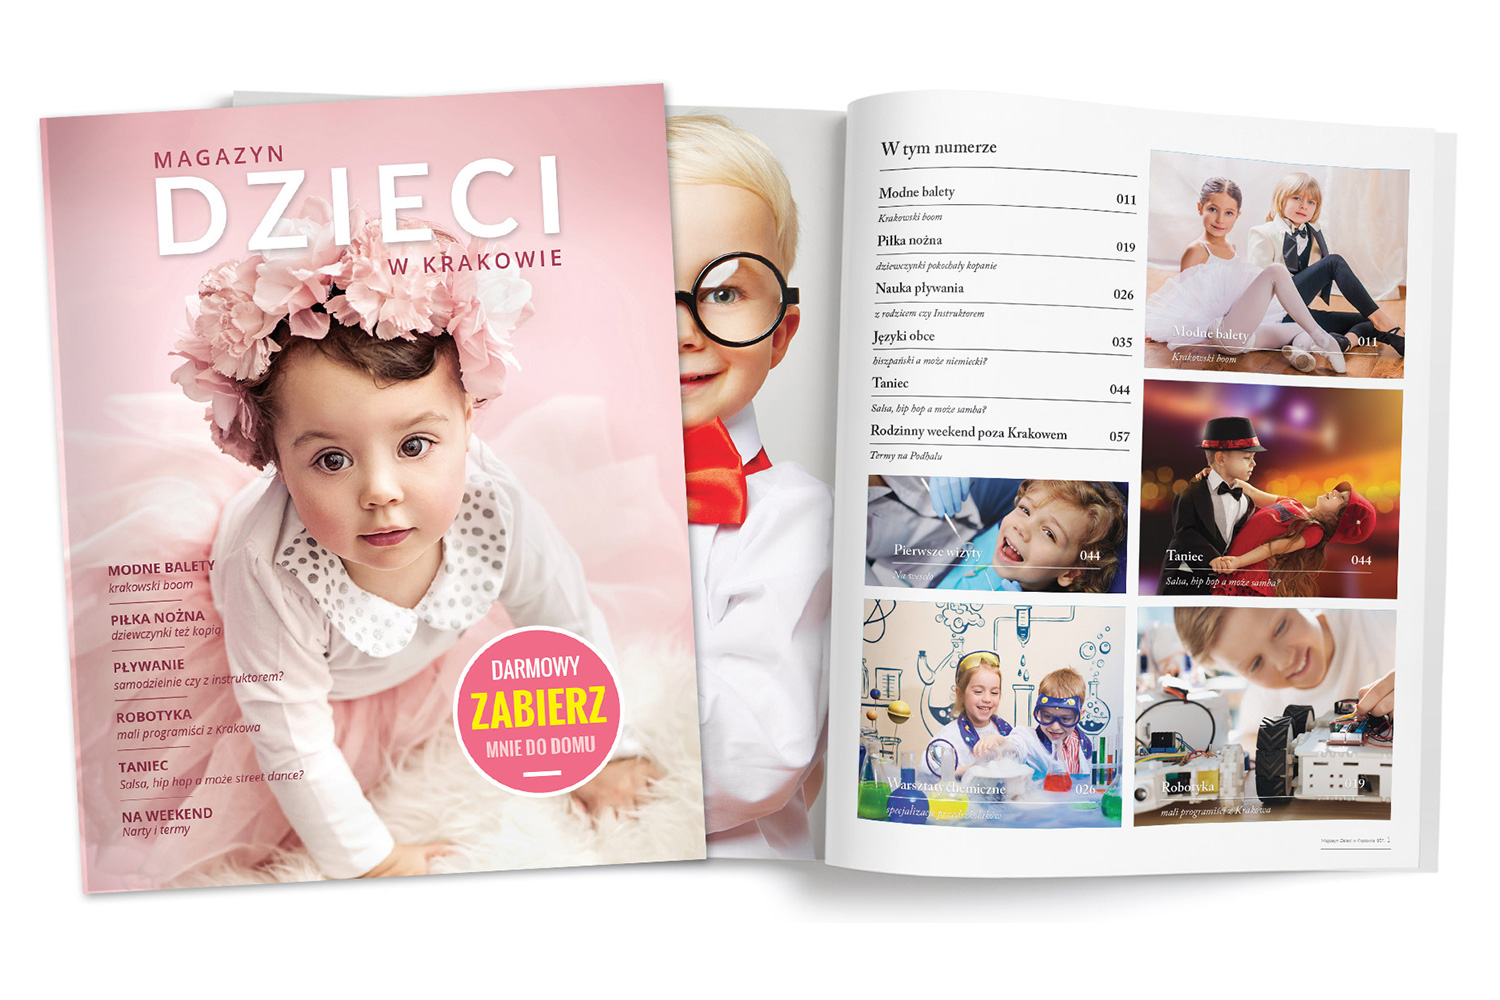 MAGAZYN
DZIECI
W KRAKOWIE
MODNE BALETY
krakowski boom
PIŁKA NOŻNA
dziewczynki też kopią
PŁYWANIE
samodzielnie czy z instruktorem?
ROBOTYKA
mali programiści z Krakowa
TANIEC
Salsa, hip hop a może street dance?
NA WEEKEND
Narty i termy
DARMOWY
ZABIERZ
MNIE DO DOMU
W tym numerze
Modne balety 011
Krakowski boom
Piłka nożna 019
dziewczynki pokochały kopanie
Nauka pływania 026
z rodzicem czy Instruktorem
Języki obce 035
hiszpański a może niemiecki?
Taniec 044
Salsa, hip hop a może samba?
Rodzinny weekend poza Krakowem 057
Termy na Podhalu
Pierwsze wizyty 044
Na wesoło
Warsztaty chemiczne 026
specjalizacja
Modne balety 011
Krakowski boom
Taniec 044
Salsa, hip hop a może samba?
Robotyka 019
mali programiści z Krakowa
Magazyn Dzieci w Krakowie STR. 1